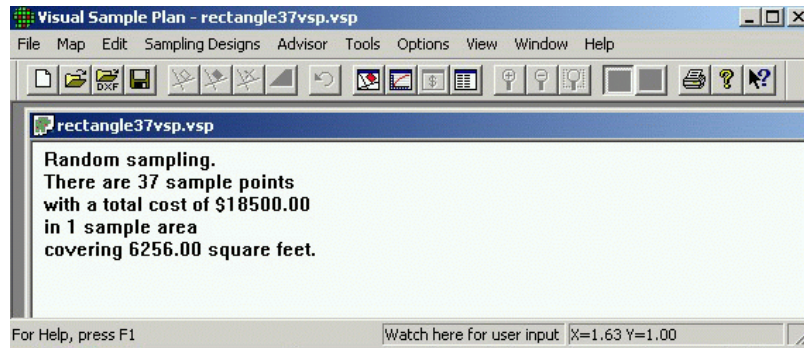 Visual Sample Plan - rectangle37vsp.vsp
File Map Edit Sampling Designs Advisor Tools Options View Window Help
DXF $ ? ?
rectangle37vsp.vsp
Random sampling.
There are 37 sample points
with a total cost of $18500.00
in 1 sample area
covering 6256.00 square feet.
For Help, press F1 Watch here for user input X=1.63 Y=1.00